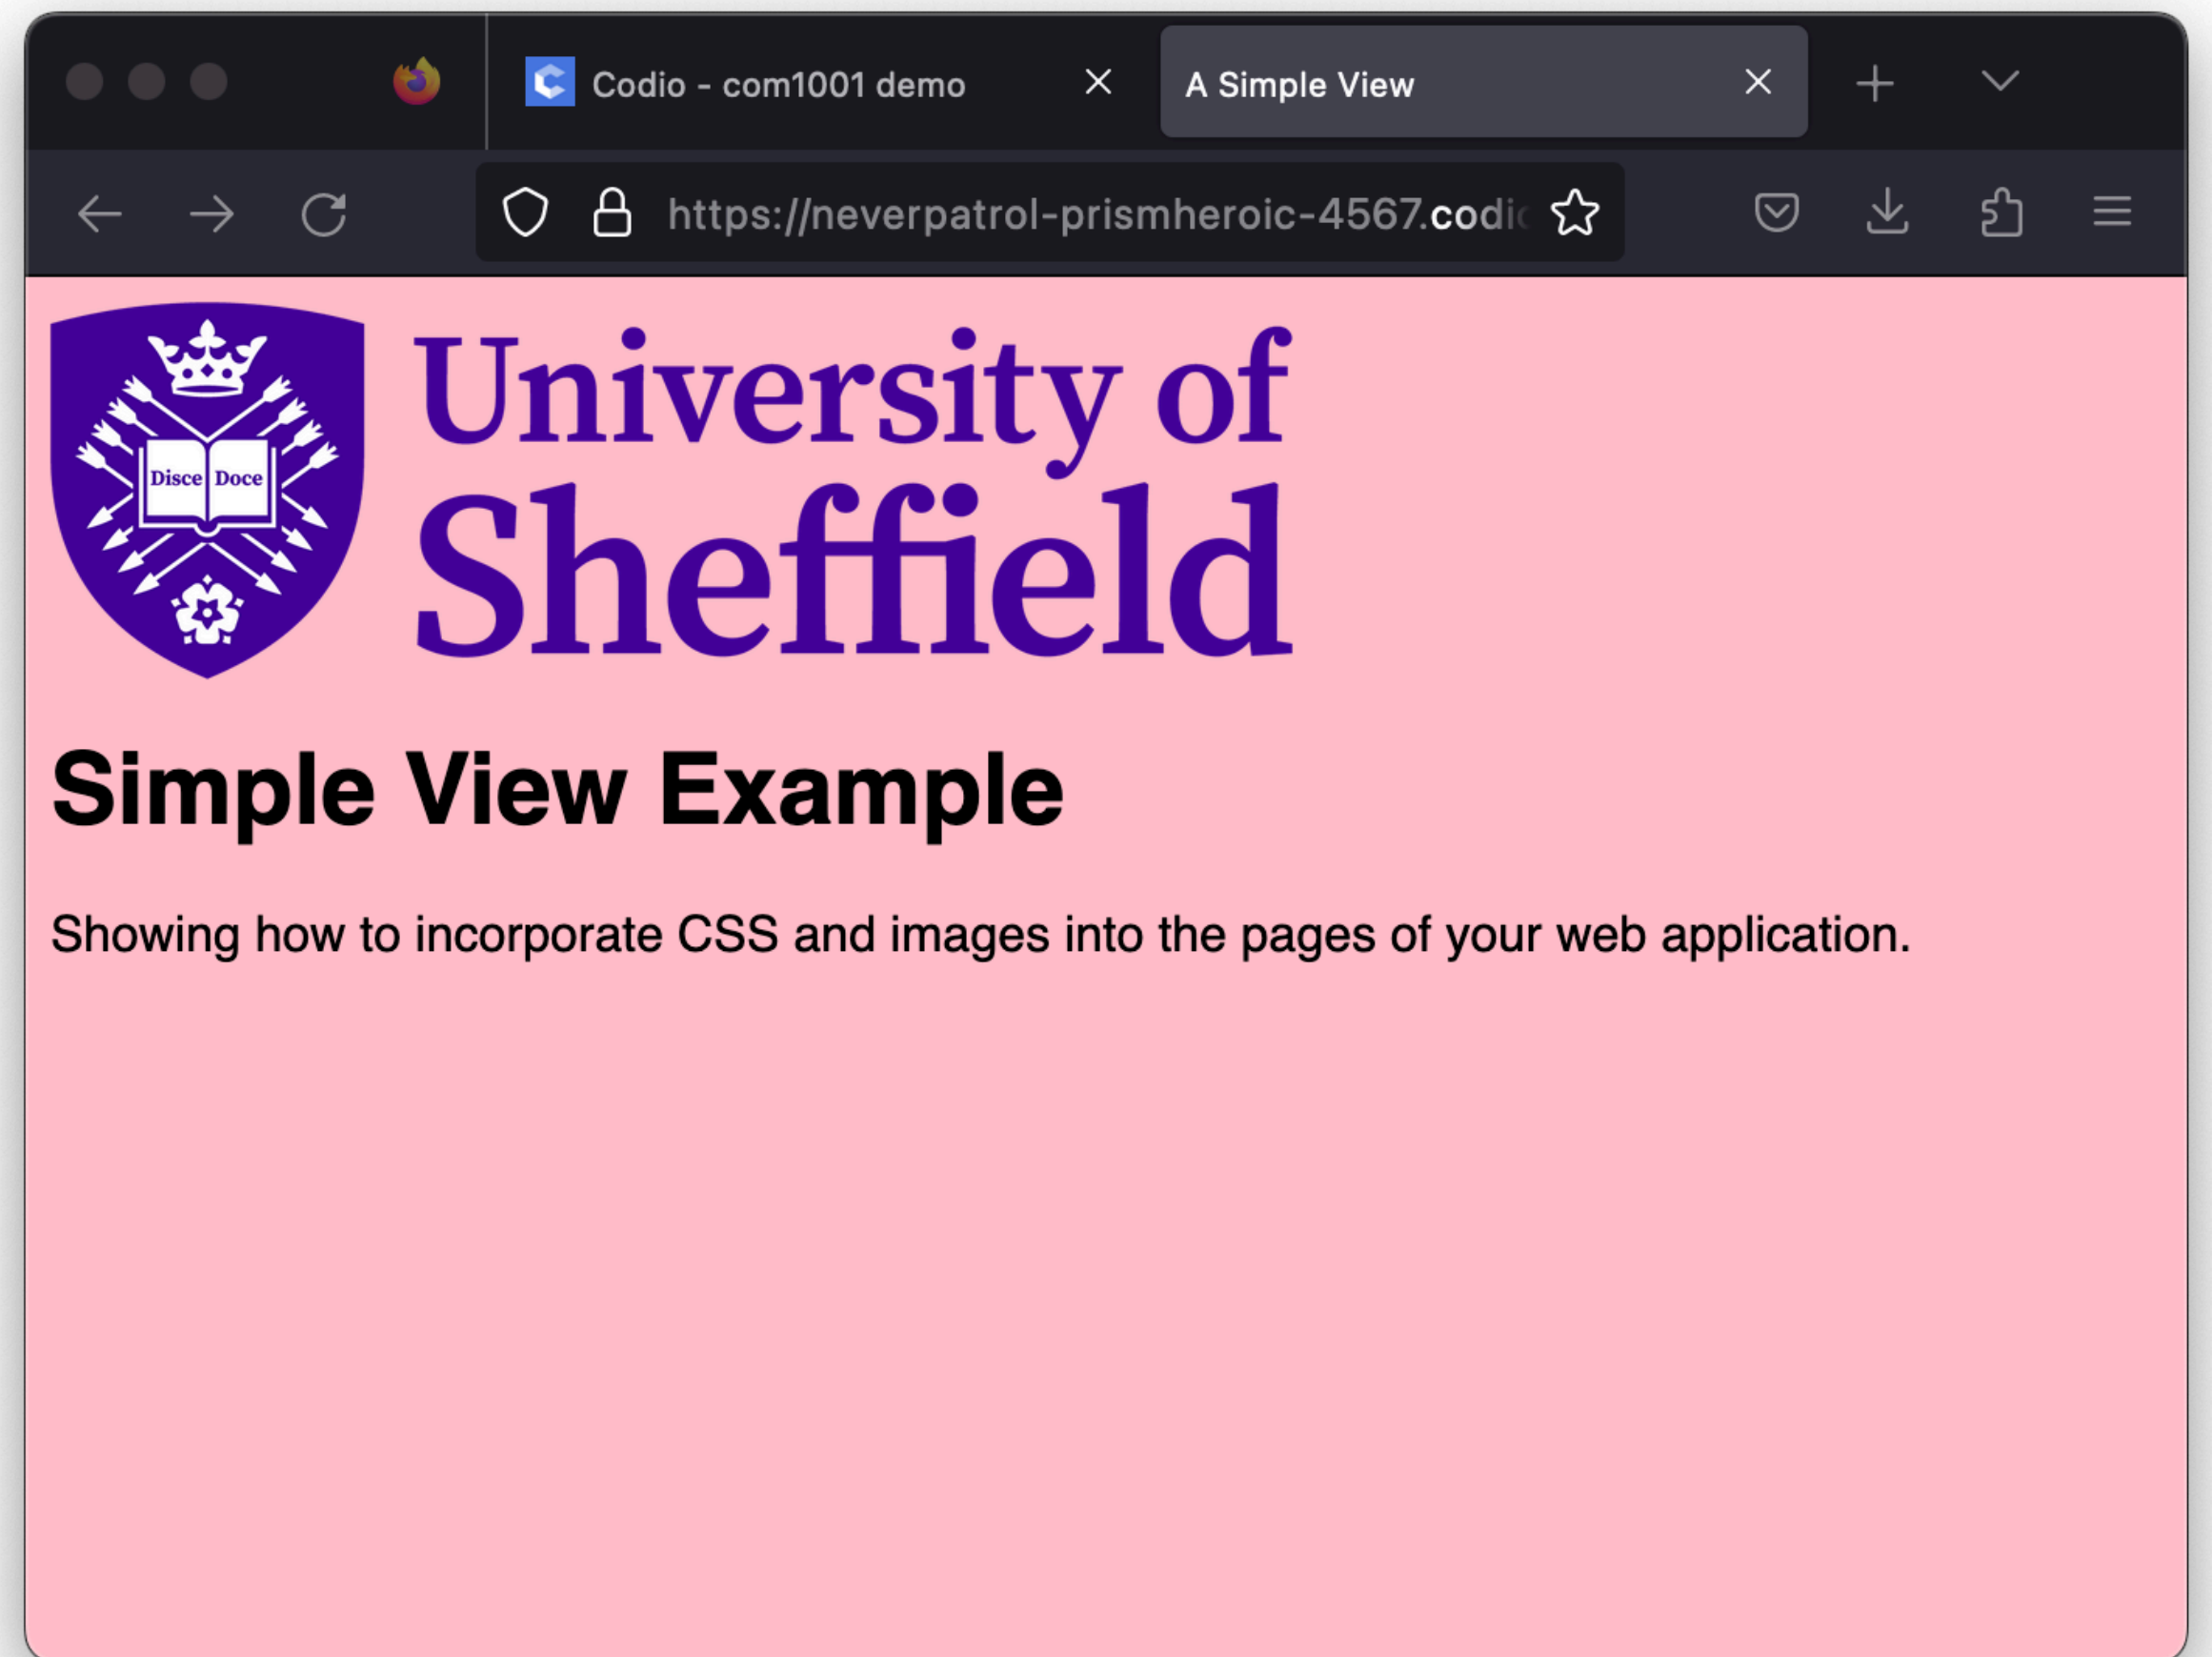 Codio - com1001 demo
A Simple View
https://neverpatrol-prismheroic-4567.codio
University of
Sheffield
Disce Doce
Simple View Example
Showing how to incorporate CSS and images into the pages of your web application.